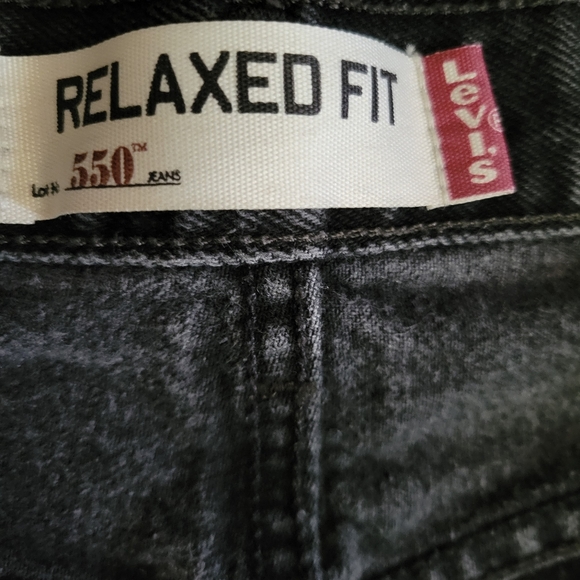 RELAXED FIT
Lot No 550™ JEANS
Levi's®